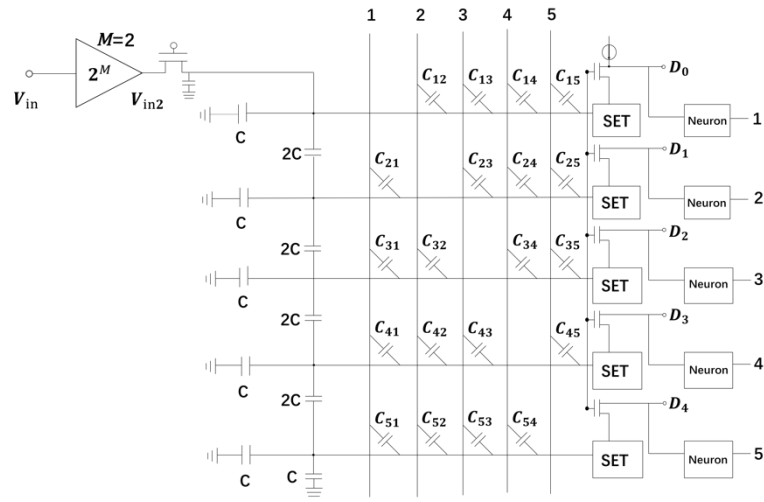 1 2 3 4 5
M=2
2^M
V_in
V_in2
C_12 C_13 C_14 C_15
D_0
SET
Neuron
1
C
2C
C_21 C_23 C_24 C_25
D_1
SET
Neuron
2
C
2C
C_31 C_32 C_34 C_35
D_2
SET
Neuron
3
C
2C
C_41 C_42 C_43 C_45
D_3
SET
Neuron
4
C
2C
C_51 C_52 C_53 C_54
D_4
SET
Neuron
5
C
C